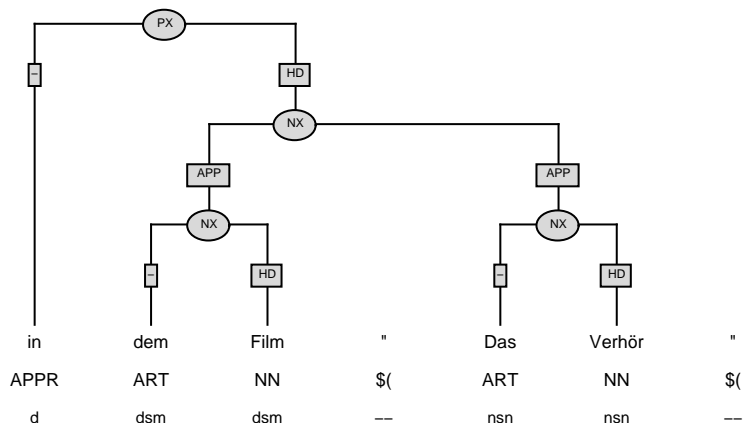 PX
– HD
NX
APP APP
NX NX
– HD – HD
in dem Film " Das Verhör "
APPR ART NN $( ART NN $(
d dsm dsm −− nsn nsn −−